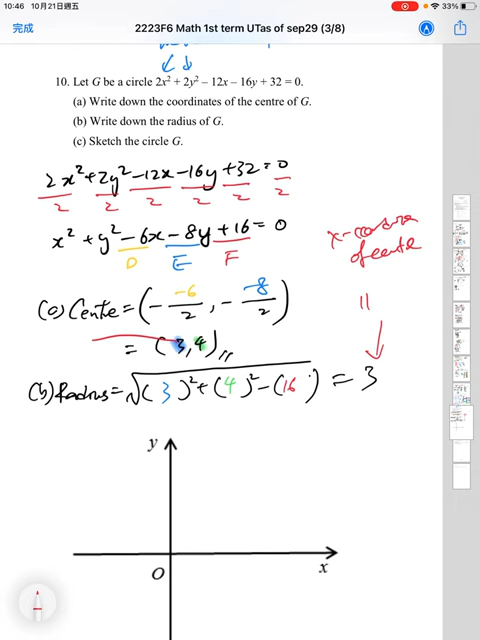 10:46 10月21日週五
33%
完成 2223F6 Math 1st term UTas of sep29 (3/8)
10. Let G be a circle 2x² + 2y² – 12x – 16y + 32 = 0.
(a) Write down the coordinates of the centre of G.
(b) Write down the radius of G.
(c) Sketch the circle G.
2x²+2y²-12x-16y+32=0
2 2 2 2 2 2
x²+y²-6x-8y+16=0
D E F
x-coordinate
of centre
(a) Centre=(- -6/2, - -8/2)
||
= (3,4)
(b) Radius=√(3)²+(4)²-(16) = 3
y
O
x